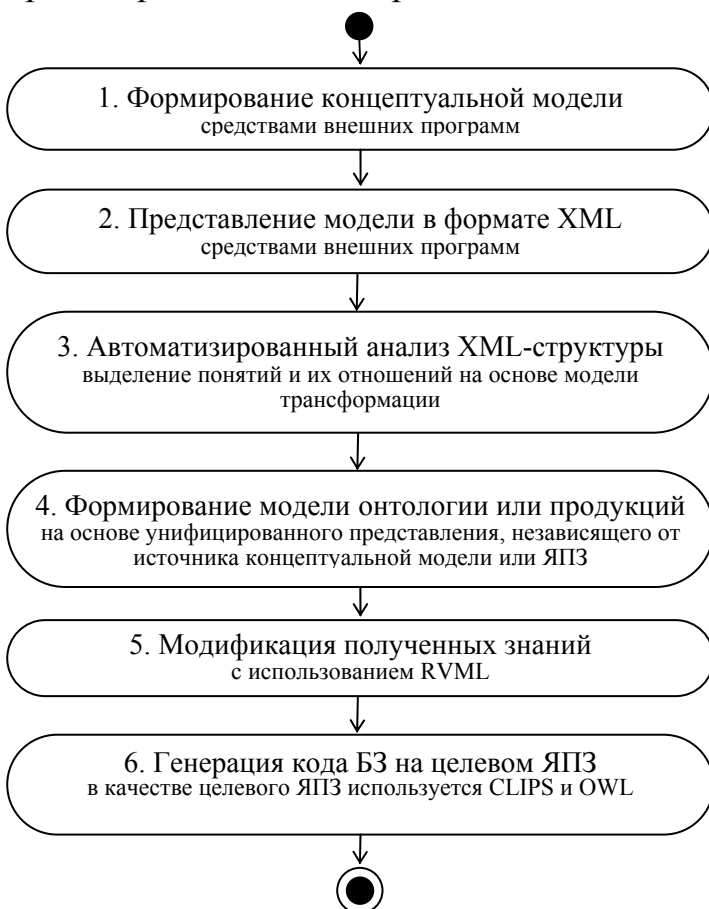 1. Формирование концептуальной модели
средствами внешних программ
2. Представление модели в формате XML
средствами внешних программ
3. Автоматизированный анализ XML-структуры
выделение понятий и их отношений на основе модели
трансформации
4. Формирование модели онтологии или продукций
на основе унифицированного представления, независящего от
источника концептуальной модели или ЯПЗ
5. Модификация полученных знаний
с использованием RVML
6. Генерация кода БЗ на целевом ЯПЗ
в качестве целевого ЯПЗ используется CLIPS и OWL